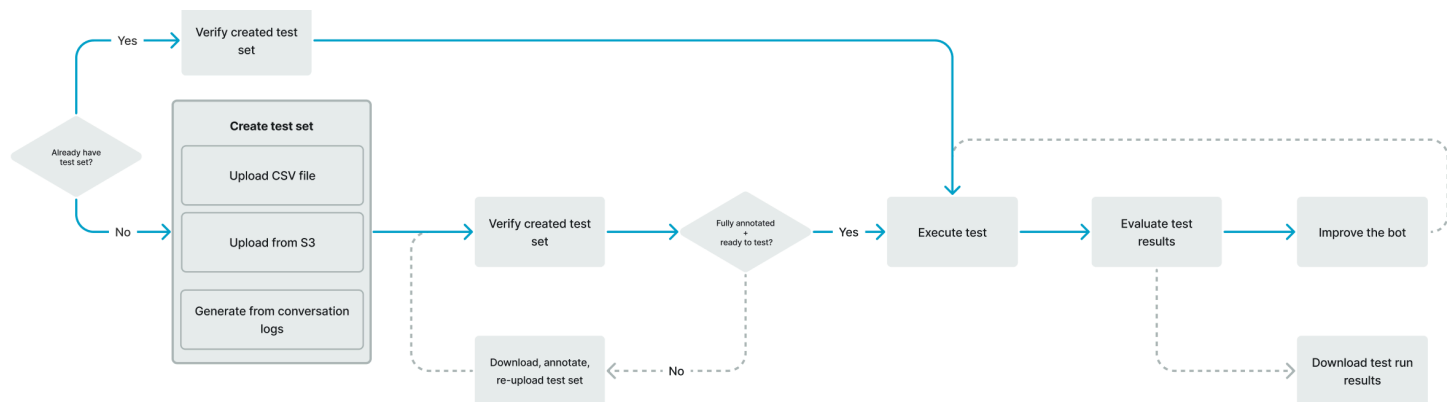 Yes
Verify created test
set
Create test set
Already have
test set?
Upload CSV file
No
Upload from S3
Generate from conversation
logs
Verify created test
set
Fully annotated
+
ready to test?
Yes
Execute test
Evaluate test
results
Improve the bot
Download, annotate,
re-upload test set
No
Download test run
results